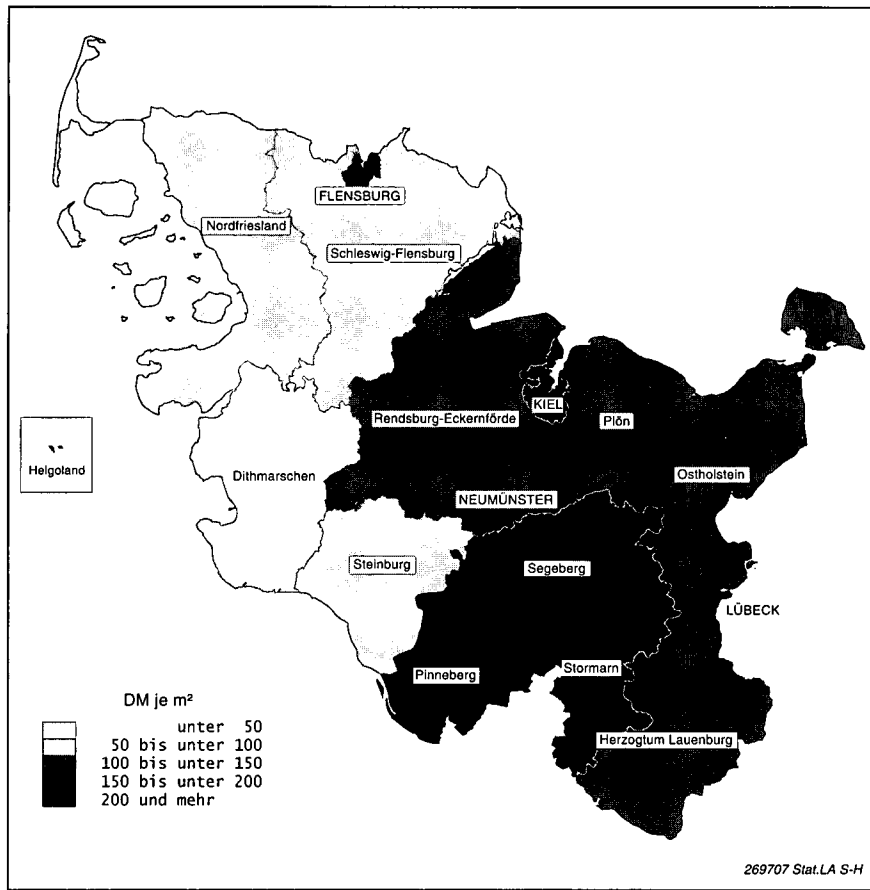 FLENSBURG
Nordfriesland
Schleswig-Flensburg
KIEL
Rendsburg-Eckernförde
Plön
Helgoland
Dithmarschen
Ostholstein
NEUMÜNSTER
Steinburg
Segeberg
LÜBECK
Stormarn
Pinneberg
Herzogtum Lauenburg
DM je m²
unter 50
50 bis unter 100
100 bis unter 150
150 bis unter 200
200 und mehr
269707 Stat.LA S-H